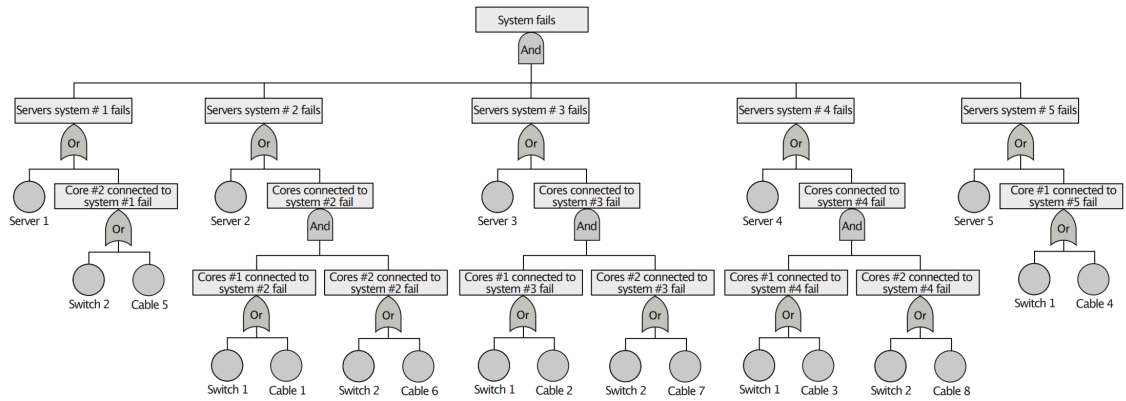 System fails
And
Servers system # 1 fails
Servers system # 2 fails
Servers system # 3 fails
Servers system # 4 fails
Servers system # 5 fails
Or
Or
Or
Or
Or
Server 1
Core #2 connected to
system #1 fail
Server 2
Cores connected to
system #2 fail
Server 3
Cores connected to
system #3 fail
Server 4
Cores connected to
system #4 fail
Server 5
Core #1 connected to
system #5 fail
Or
And
And
And
Or
Switch 2
Cable 5
Cores #1 connected to
system #2 fail
Cores #2 connected to
system #2 fail
Cores #1 connected to
system #3 fail
Cores #2 connected to
system #3 fail
Cores #1 connected to
system #4 fail
Cores #2 connected to
system #4 fail
Switch 1
Cable 4
Or
Or
Or
Or
Or
Or
Switch 1
Cable 1
Switch 2
Cable 6
Switch 1
Cable 2
Switch 2
Cable 7
Switch 1
Cable 3
Switch 2
Cable 8